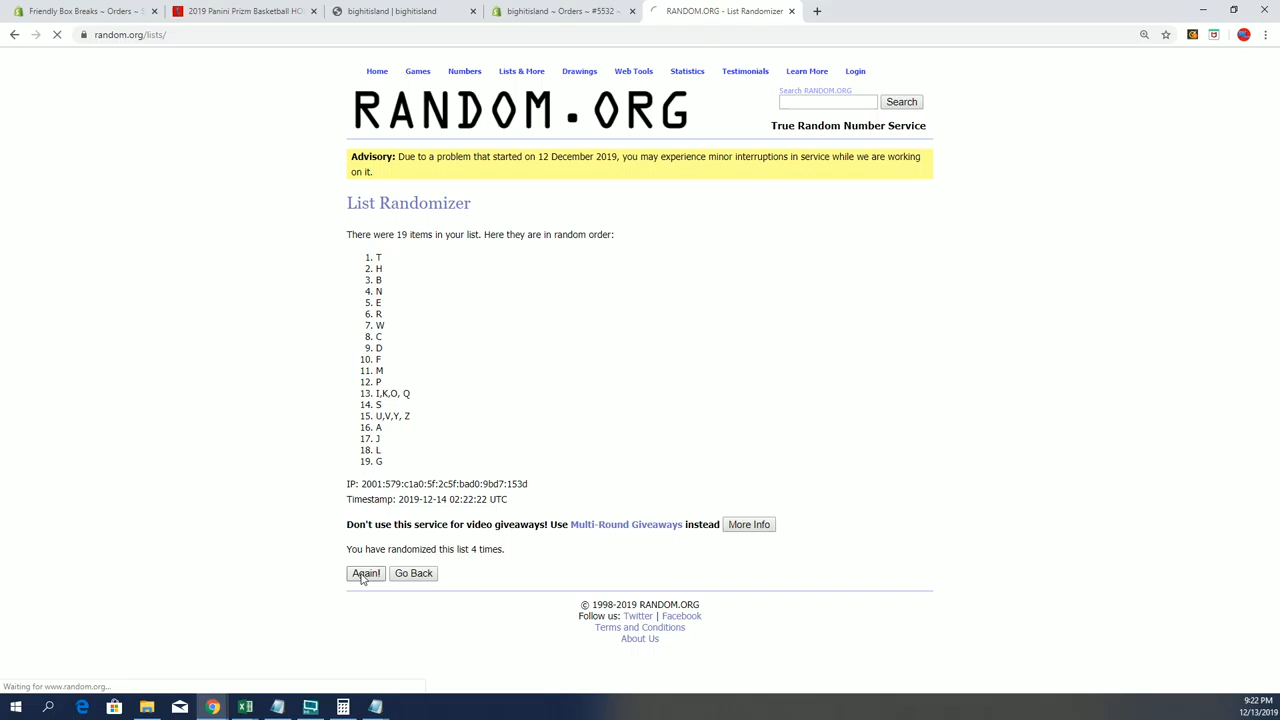 Friendly Box Breaks ~ Orders ~ S
2019 Panini Prizm Basketball HO
bighitisland | bighitisland
bighitisland ~ Orders ~ #5532 ~
RANDOM.ORG - List Randomizer
random.org/lists/
Home Games Numbers Lists & More Drawings Web Tools Statistics Testimonials Learn More Login
Search RANDOM.ORG
RANDOM.ORG
Search
True Random Number Service
Advisory: Due to a problem that started on 12 December 2019, you may experience minor interruptions in service while we are working
on it.
List Randomizer
There were 19 items in your list. Here they are in random order:
1. T
2. H
3. B
4. N
5. E
6. R
7. W
8. C
9. D
10. F
11. M
12. P
13. I,K,O, Q
14. S
15. U,V,Y, Z
16. A
17. J
18. L
19. G
IP: 2001:579:c1a0:5f:2c5f:bad0:9bd7:153d
Timestamp: 2019-12-14 02:22:22 UTC
Don't use this service for video giveaways! Use Multi-Round Giveaways instead More Info
You have randomized this list 4 times.
Again! Go Back
© 1998-2019 RANDOM.ORG
Follow us: Twitter | Facebook
Terms and Conditions
About Us
Waiting for www.random.org...
9:22 PM
12/13/2019